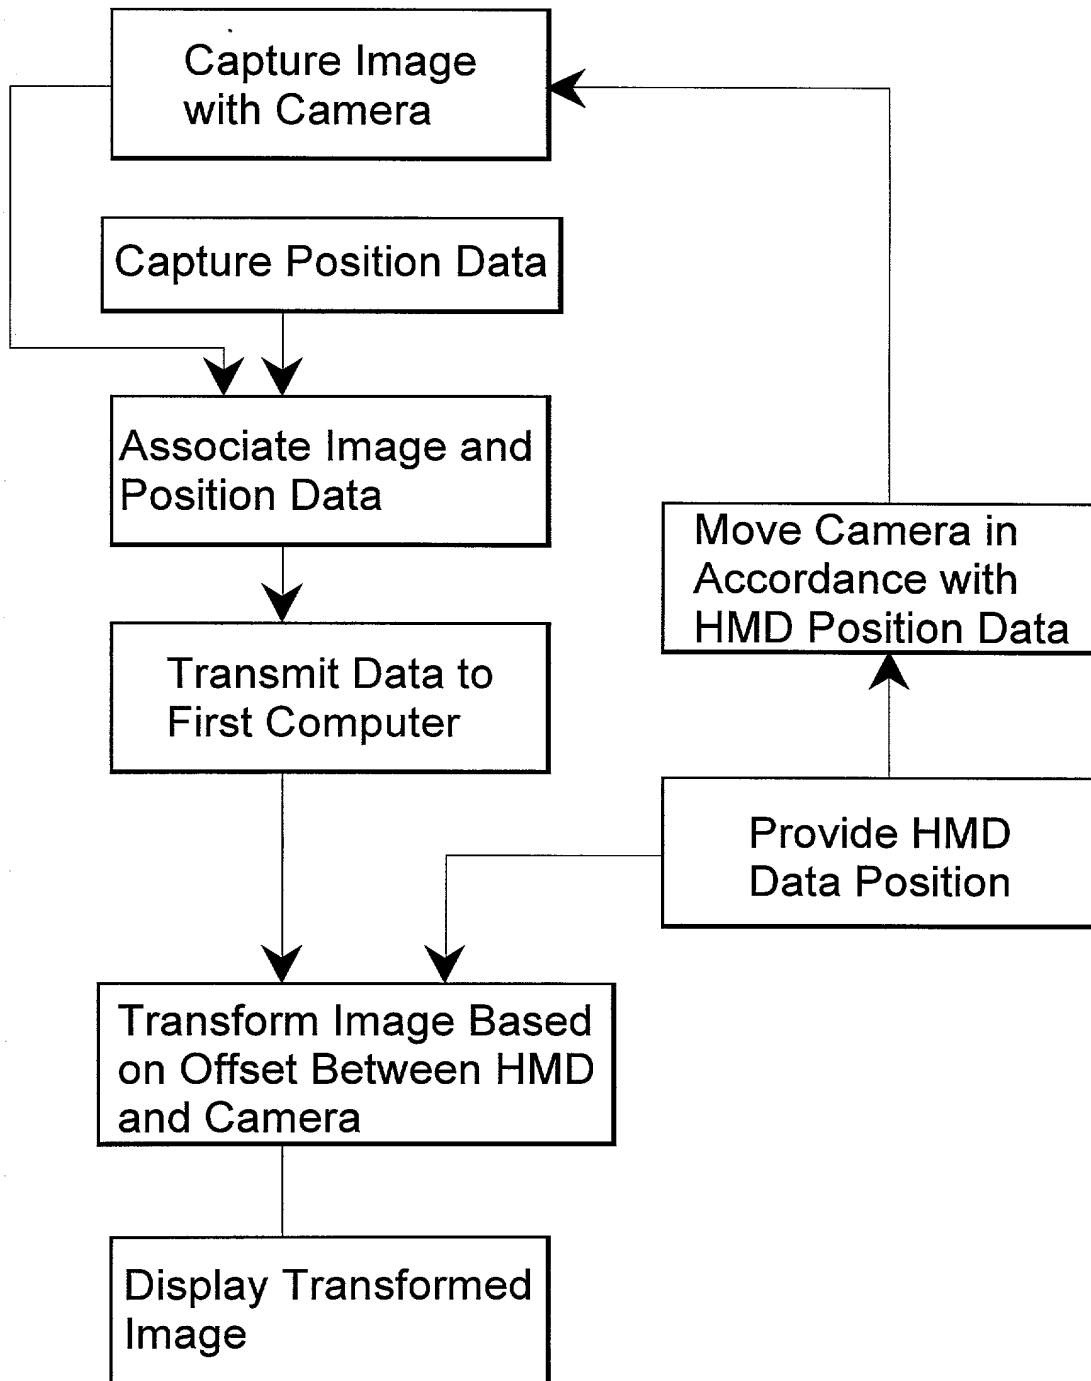 Capture Image
with Camera
Capture Position Data
Associate Image and
Position Data
Move Camera in
Accordance with
HMD Position Data
Transmit Data to
First Computer
Provide HMD
Data Position
Transform Image Based
on Offset Between HMD
and Camera
Display Transformed
Image